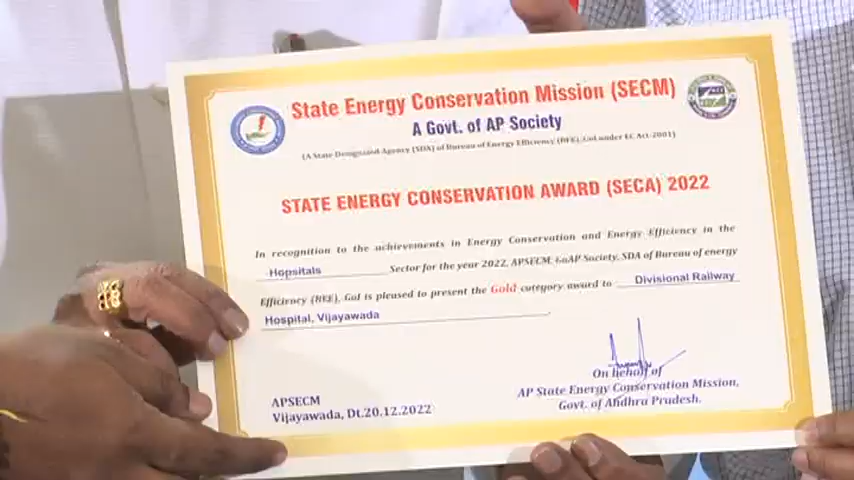 State Energy Conservation Mission (SECM)
A Govt. of AP Society
(A State Designated Agency (SDA) of Bureau of Energy Efficiency (BEE), GoI under EC Act-2001)
STATE ENERGY CONSERVATION AWARD (SECA) 2022
In recognition to the achievements in Energy Conservation and Energy Efficiency in the
Hopsitals Sector for the year 2022, APSECM, GoAP Society, SDA of Bureau of energy
Efficiency (BEE), GoI is pleased to present the Gold category award to Divisional Railway
Hospital, Vijayawada
On behalf of
APSECM AP State Energy Conservation Mission,
Vijayawada, Dt.20.12.2022 Govt. of Andhra Pradesh.